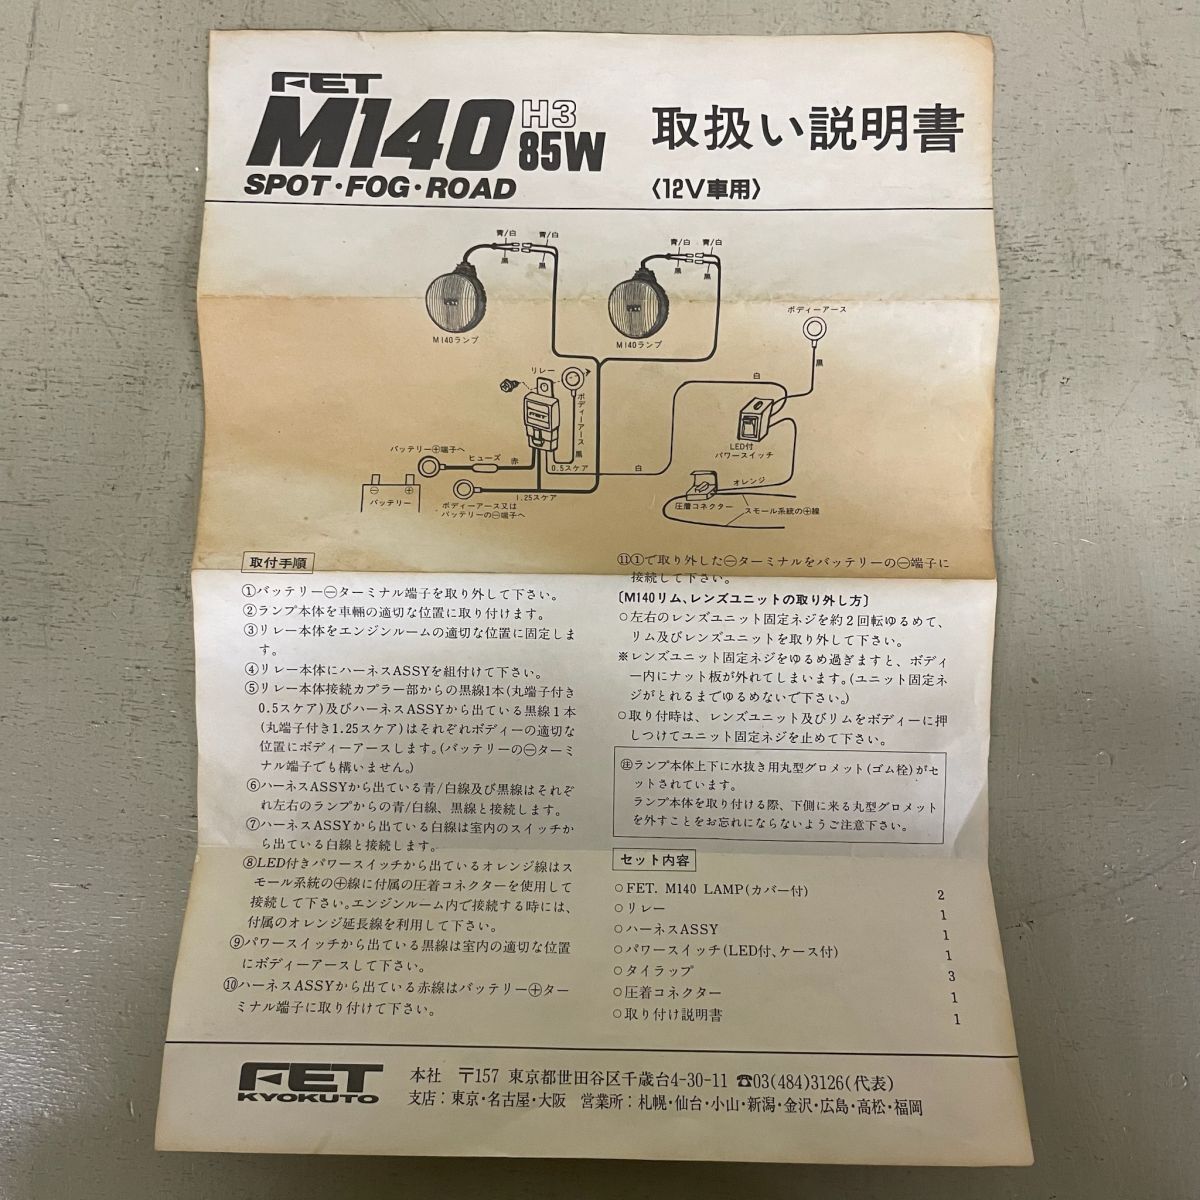 FET
M140 H3 85W
SPOT・FOG・ROAD
取扱い説明書
〈12V車用〉
青/白 青/白
黒
M140ランプ
青/白 青/白
黒
M140ランプ
ボディーアース
黒
リレー
FET
ボディーアース
黒
白
LED付
パワースイッチ
バッテリー⊕端子へ
ヒューズ
赤
0.5スケア
白
オレンジ
圧着コネクター
スモール系統の⊕線
1.25スケア
⊖ ⊕
バッテリー
ボディーアース又は
バッテリーの⊖端子へ
取付手順
①バッテリー⊖ターミナル端子を取り外して下さい。
②ランプ本体を車輛の適切な位置に取り付けます。
③リレー本体をエンジンルームの適切な位置に固定しま
す。
④リレー本体にハーネスASSYを組付けて下さい。
⑤リレー本体接続カプラー部からの黒線1本(丸端子付き
0.5スケア)及びハーネスASSYから出ている黒線1本
(丸端子付き1.25スケア)はそれぞれボディーの適切な
位置にボディーアースします。(バッテリーの⊖ターミ
ナル端子でも構いません。)
⑥ハーネスASSYから出ている青/白線及び黒線はそれぞ
れ左右のランプからの青/白線、黒線と接続します。
⑦ハーネスASSYから出ている白線は室内のスイッチか
ら出ている白線と接続します。
⑧LED付きパワースイッチから出ているオレンジ線はス
モール系統の⊕線に付属の圧着コネクターを使用して
接続して下さい。エンジンルーム内で接続する時には、
付属のオレンジ延長線を利用して下さい。
⑨パワースイッチから出ている黒線は室内の適切な位置
にボディーアースして下さい。
⑩ハーネスASSYから出ている赤線はバッテリー⊕ター
ミナル端子に取り付けて下さい。
⑪①で取り外した⊖ターミナルをバッテリーの⊖端子に
接続して下さい。
〔M140リム、レンズユニットの取り外し方〕
○左右のレンズユニット固定ネジを約2回転ゆるめて、
リム及びレンズユニットを取り外して下さい。
※レンズユニット固定ネジをゆるめ過ぎますと、ボディ
ー内にナット板が外れてしまいます。(ユニット固定ネ
ジがとれるまでゆるめないで下さい。)
○取り付時は、レンズユニット及びリムをボディーに押
しつけてユニット固定ネジを止めて下さい。
㊟ランプ本体上下に水抜き用丸型グロメット(ゴム栓)がセ
ットされています。
ランプ本体を取り付ける際、下側に来る丸型グロメット
を外すことをお忘れにならないようご注意下さい。
セット内容
○FET. M140 LAMP(カバー付) 2
○リレー 1
○ハーネスASSY 1
○パワースイッチ(LED付、ケース付) 1
○タイラップ 3
○圧着コネクター 1
○取り付け説明書 1
FET
KYOKUTO
本社 〒157 東京都世田谷区千歳台4-30-11 ☎03(484)3126(代表)
支店：東京・名古屋・大阪 営業所：札幌・仙台・小山・新潟・金沢・広島・高松・福岡